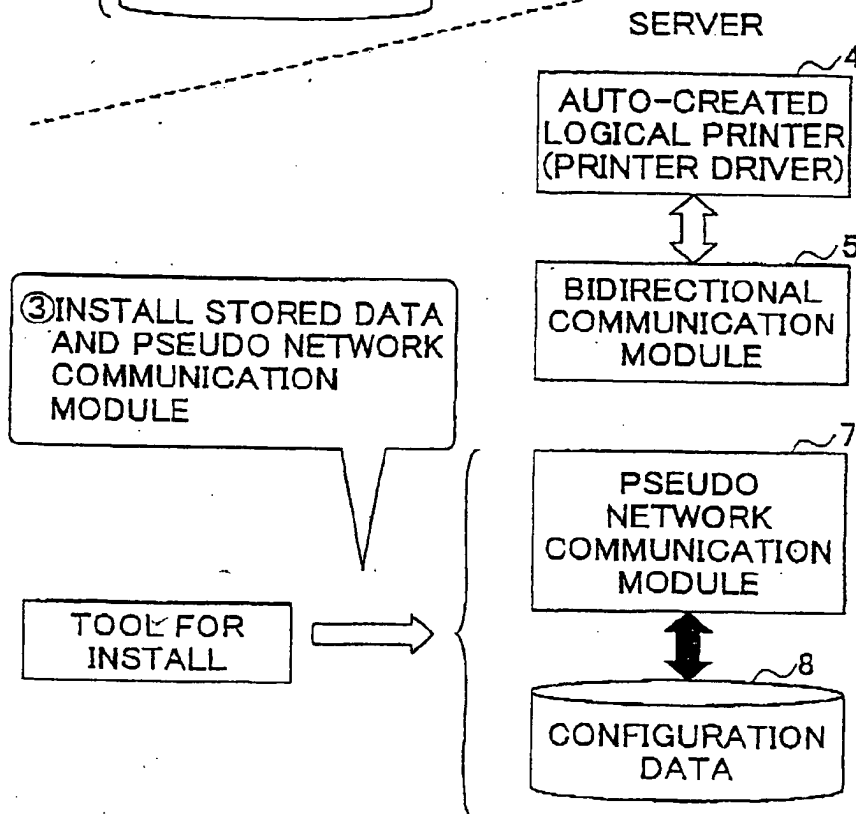 SERVER
4
AUTO-CREATED
LOGICAL PRINTER
(PRINTER DRIVER)
5
BIDIRECTIONAL
COMMUNICATION
MODULE
③INSTALL STORED DATA
AND PSEUDO NETWORK
COMMUNICATION
MODULE
7
PSEUDO
NETWORK
COMMUNICATION
MODULE
TOOL FOR
INSTALL
8
CONFIGURATION
DATA